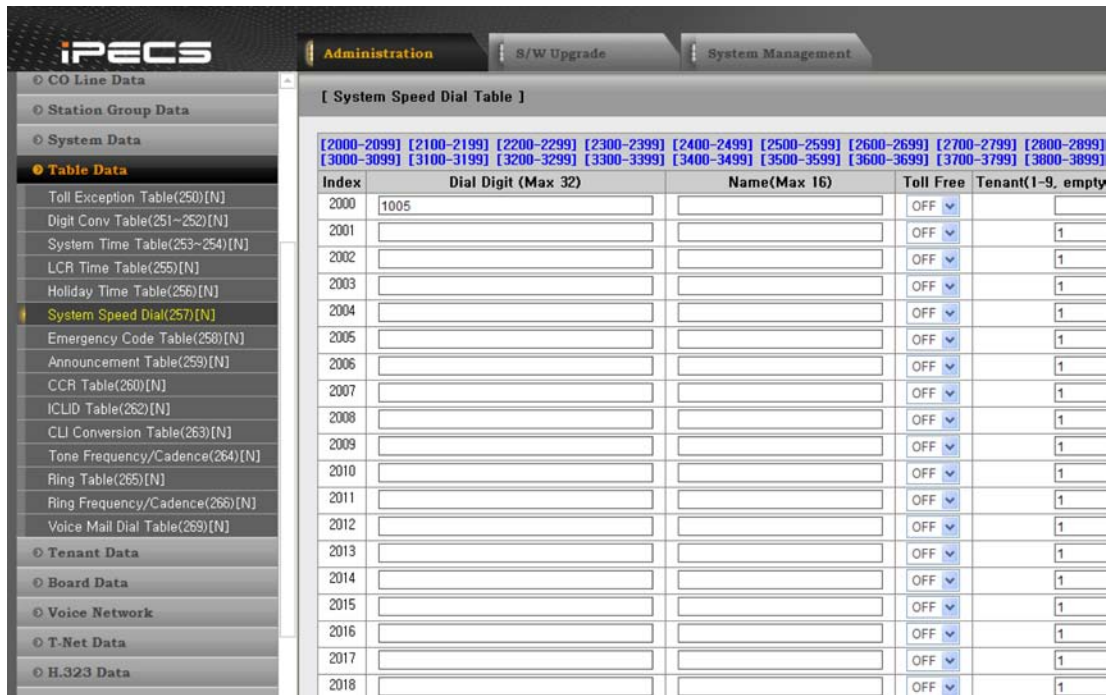 iPECS
Administration
S/W Upgrade
System Management
CO Line Data
Station Group Data
System Data
Table Data
Toll Exception Table(250)[N]
Digit Conv Table(251~252)[N]
System Time Table(253~254)[N]
LCR Time Table(255)[N]
Holiday Time Table(256)[N]
System Speed Dial(257)[N]
Emergency Code Table(258)[N]
Announcement Table(259)[N]
CCR Table(260)[N]
ICLID Table(262)[N]
CLI Conversion Table(263)[N]
Tone Frequency/Cadence(264)[N]
Ring Table(265)[N]
Ring Frequency/Cadence(266)[N]
Voice Mail Dial Table(269)[N]
Tenant Data
Board Data
Voice Network
T-Net Data
H.323 Data
[ System Speed Dial Table ]
[2000-2099] [2100-2199] [2200-2299] [2300-2399] [2400-2499] [2500-2599] [2600-2699] [2700-2799] [2800-2899]
[3000-3099] [3100-3199] [3200-3299] [3300-3399] [3400-3499] [3500-3599] [3600-3699] [3700-3799] [3800-3899]
Index Dial Digit (Max 32) Name(Max 16) Toll Free Tenant(1-9, empty
2000 1005 OFF
2001 OFF 1
2002 OFF 1
2003 OFF 1
2004 OFF 1
2005 OFF 1
2006 OFF 1
2007 OFF 1
2008 OFF 1
2009 OFF 1
2010 OFF 1
2011 OFF 1
2012 OFF 1
2013 OFF 1
2014 OFF 1
2015 OFF 1
2016 OFF 1
2017 OFF 1
2018 OFF 1